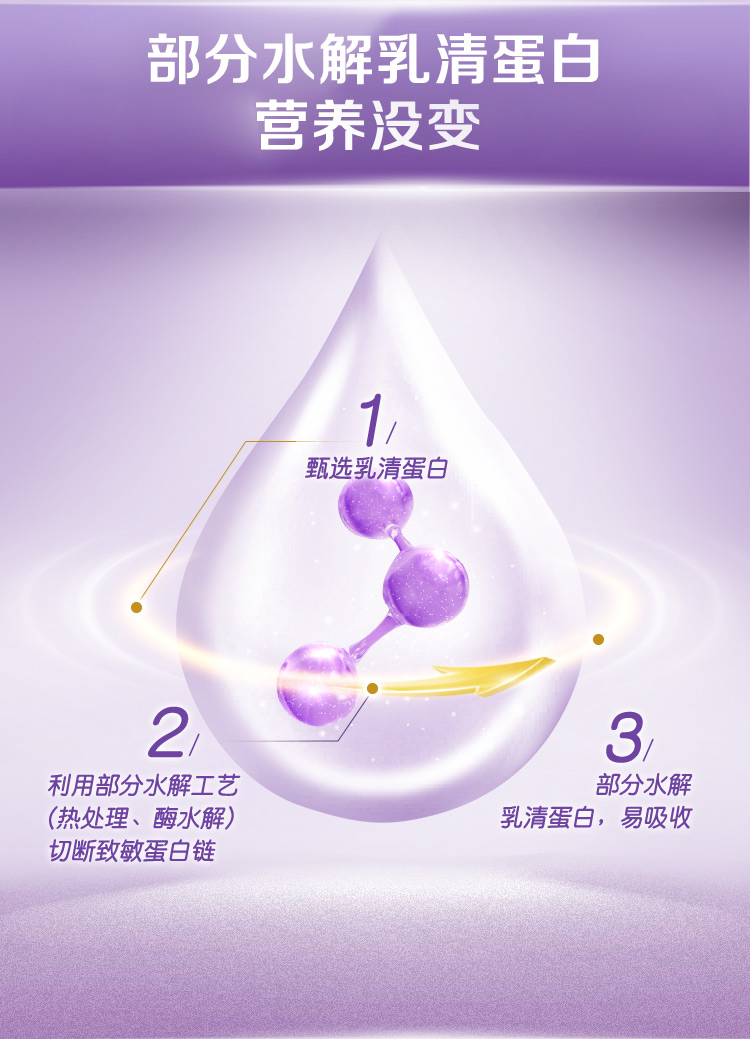 部分水解乳清蛋白
营养没变
1/
甄选乳清蛋白
2/
利用部分水解工艺
（热处理、酶水解）
切断致敏蛋白链
3/
部分水解
乳清蛋白，易吸收